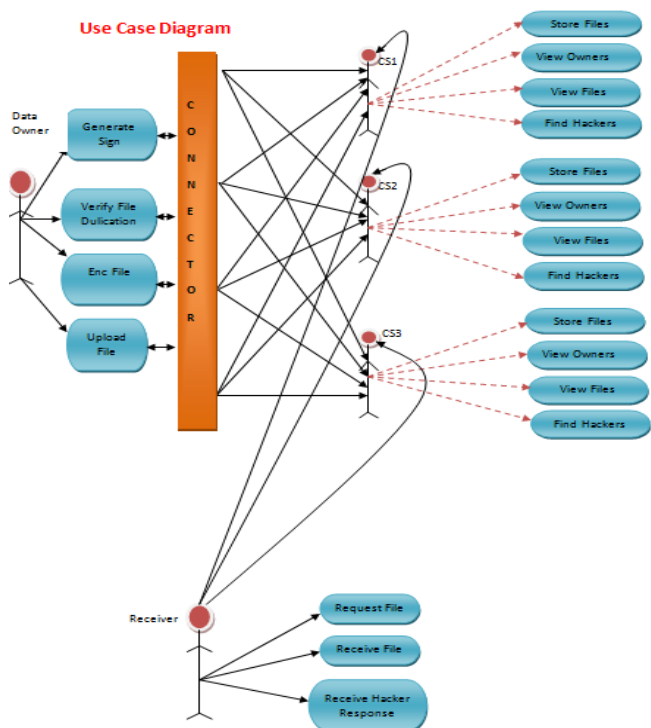 Use Case Diagram
Data
Owner
Generate
Sign
Verify File
Dulication
Enc File
Upload
File
C
O
N
N
E
C
T
O
R
CS1
Store Files
View Owners
View Files
Find Hackers
CS2
Store Files
View Owners
View Files
Find Hackers
CS3
Store Files
View Owners
View Files
Find Hackers
Receiver
Request File
Receive File
Receive Hacker
Response